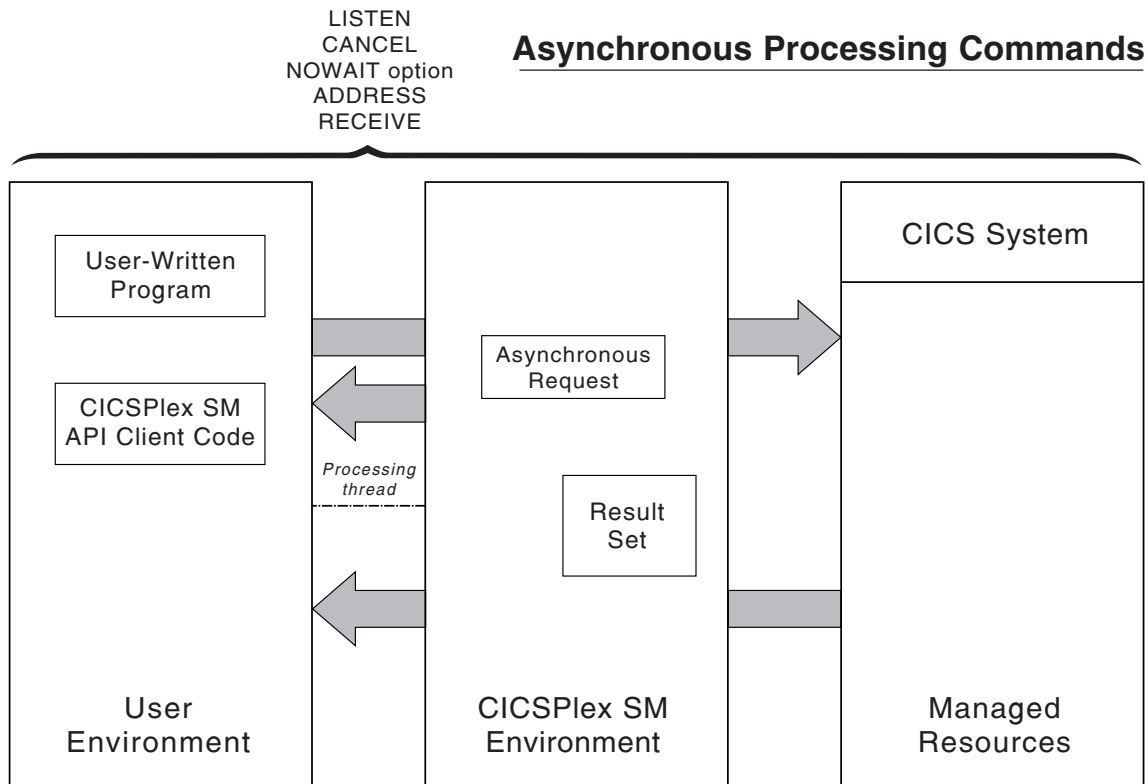 LISTEN
CANCEL
NOWAIT option
ADDRESS
RECEIVE
Asynchronous Processing Commands
User-Written
Program
CICSPlex SM
API Client Code
Processing
thread
User
Environment
Asynchronous
Request
Result
Set
CICSPlex SM
Environment
CICS System
Managed
Resources